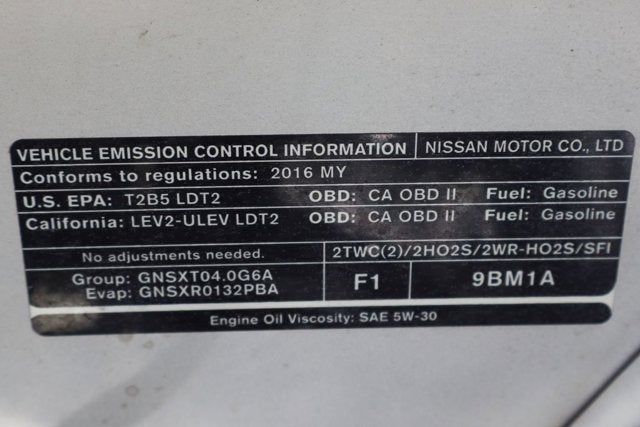 VEHICLE EMISSION CONTROL INFORMATION NISSAN MOTOR CO., LTD
Conforms to regulations: 2016 MY
U.S. EPA: T2B5 LDT2 OBD: CA OBD II Fuel: Gasoline
California: LEV2-ULEV LDT2 OBD: CA OBD II Fuel: Gasoline
No adjustments needed. 2TWC(2)/2HO2S/2WR-HO2S/SFI
Group: GNSXT04.0G6A
Evap: GNSXR0132PBA
F1 9BM1A
Engine Oil Viscosity: SAE 5W-30